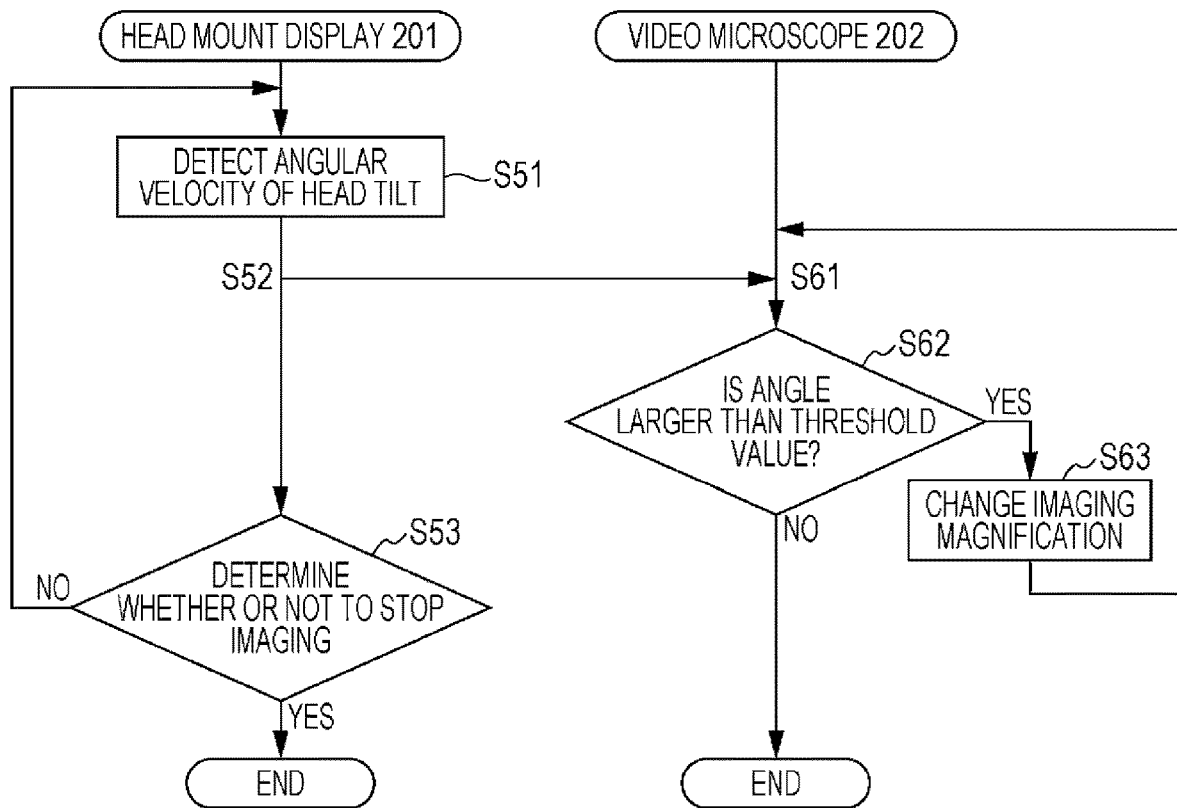 HEAD MOUNT DISPLAY 201
VIDEO MICROSCOPE 202
DETECT ANGULAR
VELOCITY OF HEAD TILT
S51
S52
S61
S62
IS ANGLE
LARGER THAN THRESHOLD
VALUE?
YES
S63
CHANGE IMAGING
MAGNIFICATION
NO
S53
DETERMINE
WHETHER OR NOT TO STOP
IMAGING
NO
YES
END
END